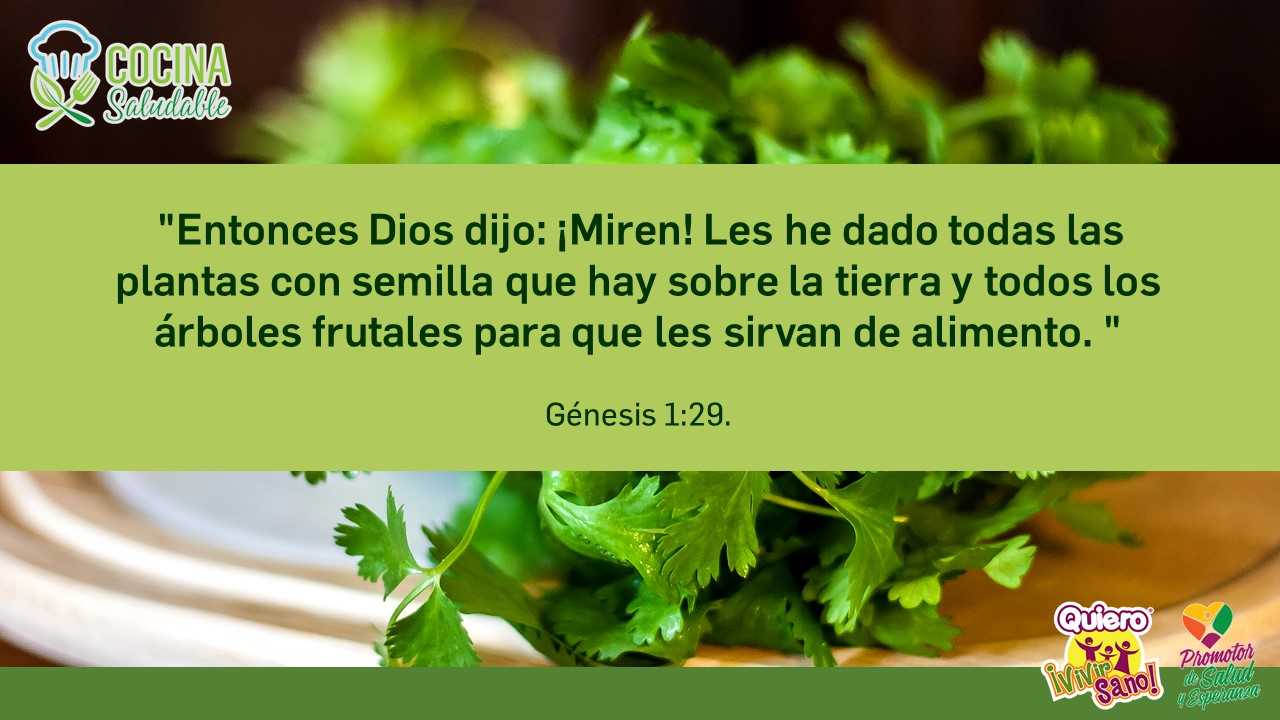 COCINA
Saludable
"Entonces Dios dijo: ¡Miren! Les he dado todas las
plantas con semilla que hay sobre la tierra y todos los
árboles frutales para que les sirvan de alimento. "
Génesis 1:29.
Quiero
¡Vivir
Sano!
Promotor
de Salud
y Esperanza